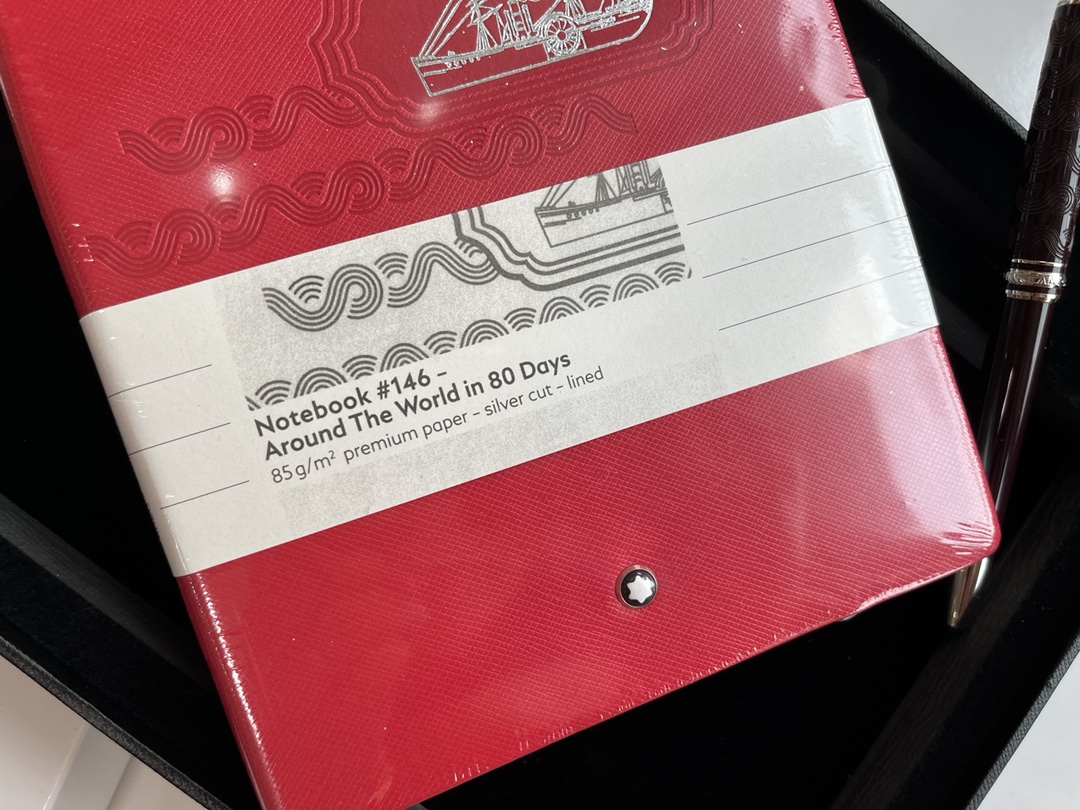 Notebook #146 –
Around The World in 80 Days
85 g/m² premium paper – silver cut – lined